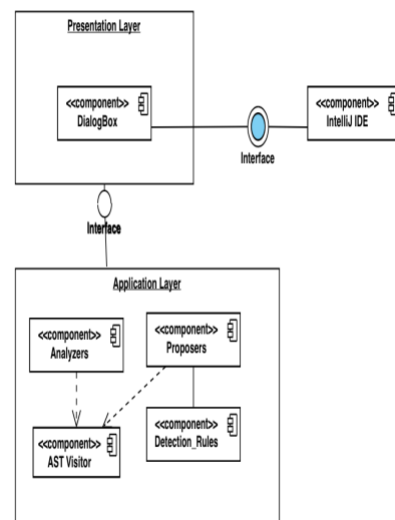 Presentation Layer
<<component>>
DialogBox
<<component>>
IntelliJ IDE
Interface
Interface
Application Layer
<<component>>
Analyzers
<<component>>
Proposers
<<component>>
AST Visitor
<<component>>
Detection_Rules